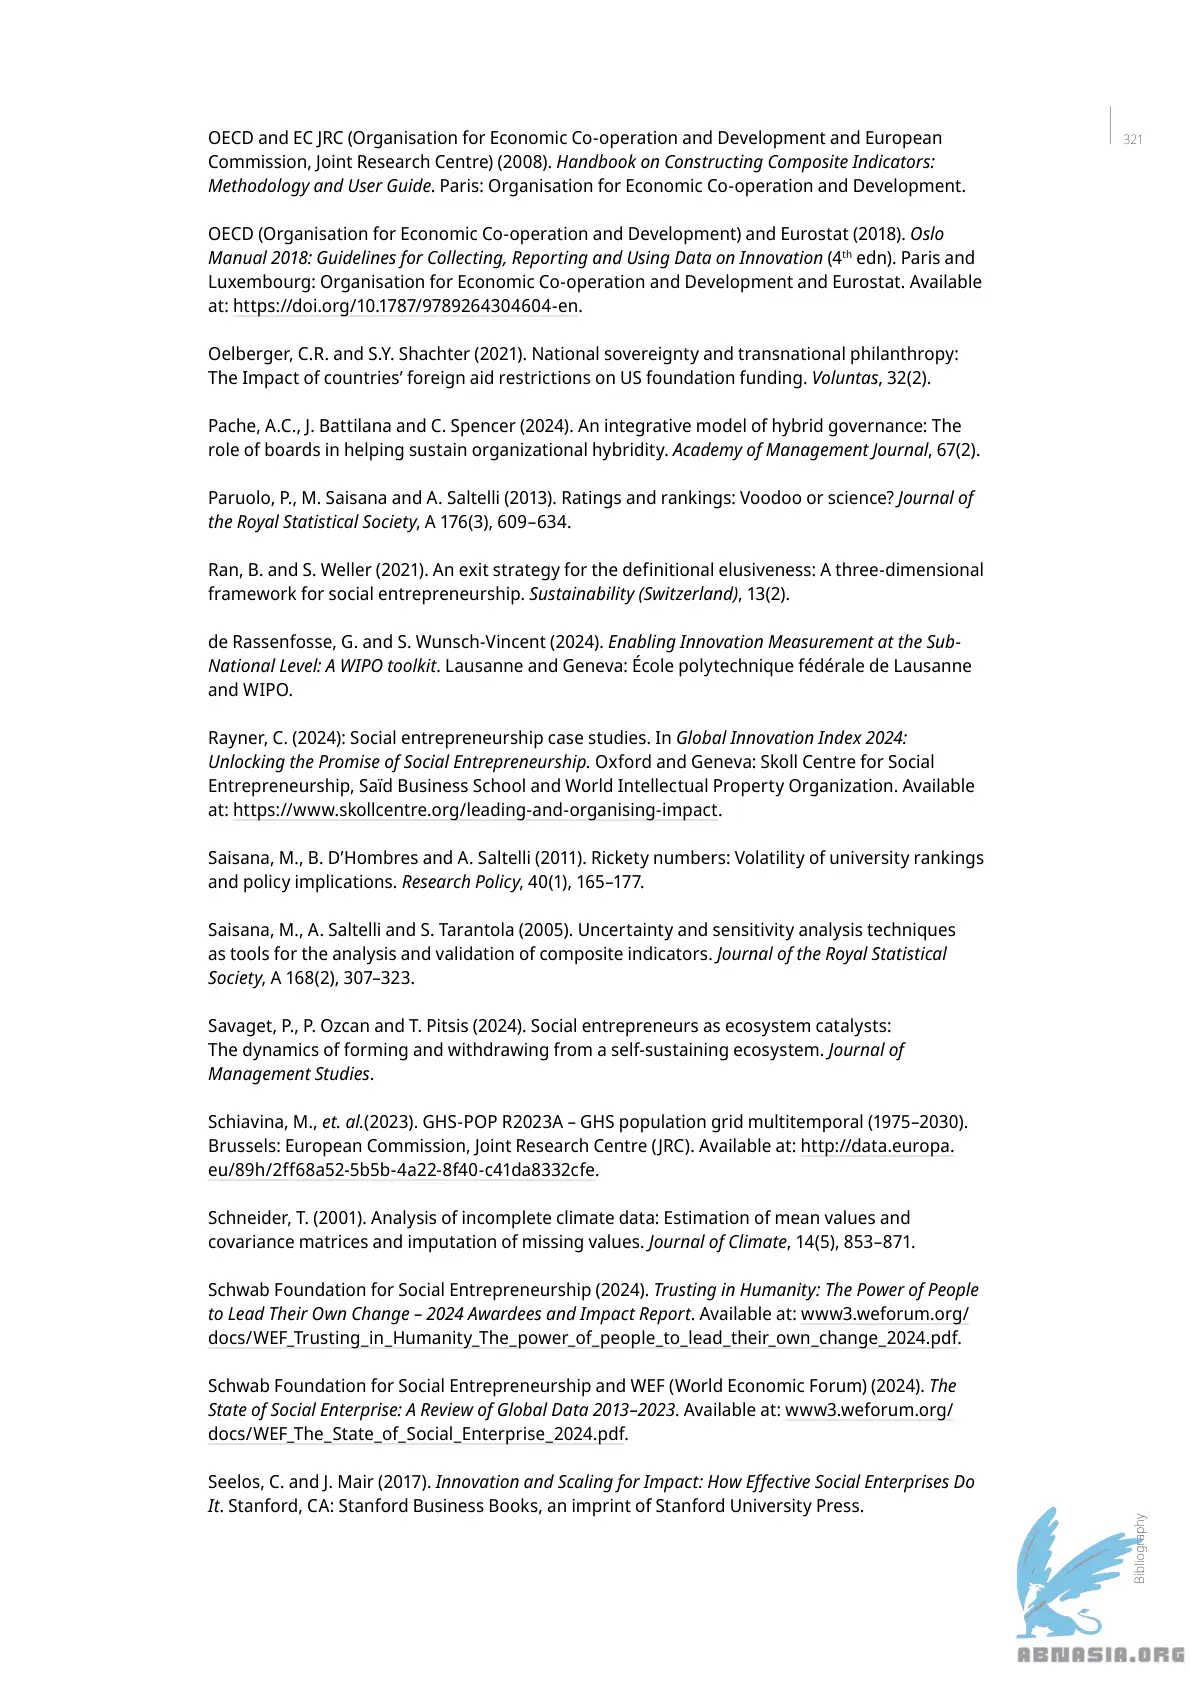 321
OECD and EC JRC (Organisation for Economic Co-operation and Development and European
Commission, Joint Research Centre) (2008). Handbook on Constructing Composite Indicators:
Methodology and User Guide. Paris: Organisation for Economic Co-operation and Development.
OECD (Organisation for Economic Co-operation and Development) and Eurostat (2018). Oslo
Manual 2018: Guidelines for Collecting, Reporting and Using Data on Innovation (4th edn). Paris and
Luxembourg: Organisation for Economic Co-operation and Development and Eurostat. Available
at: https://doi.org/10.1787/9789264304604-en.
Oelberger, C.R. and S.Y. Shachter (2021). National sovereignty and transnational philanthropy:
The Impact of countries’ foreign aid restrictions on US foundation funding. Voluntas, 32(2).
Pache, A.C., J. Battilana and C. Spencer (2024). An integrative model of hybrid governance: The
role of boards in helping sustain organizational hybridity. Academy of Management Journal, 67(2).
Paruolo, P., M. Saisana and A. Saltelli (2013). Ratings and rankings: Voodoo or science? Journal of
the Royal Statistical Society, A 176(3), 609–634.
Ran, B. and S. Weller (2021). An exit strategy for the definitional elusiveness: A three-dimensional
framework for social entrepreneurship. Sustainability (Switzerland), 13(2).
de Rassenfosse, G. and S. Wunsch-Vincent (2024). Enabling Innovation Measurement at the Sub-
National Level: A WIPO toolkit. Lausanne and Geneva: École polytechnique fédérale de Lausanne
and WIPO.
Rayner, C. (2024): Social entrepreneurship case studies. In Global Innovation Index 2024:
Unlocking the Promise of Social Entrepreneurship. Oxford and Geneva: Skoll Centre for Social
Entrepreneurship, Saïd Business School and World Intellectual Property Organization. Available
at: https://www.skollcentre.org/leading-and-organising-impact.
Saisana, M., B. D’Hombres and A. Saltelli (2011). Rickety numbers: Volatility of university rankings
and policy implications. Research Policy, 40(1), 165–177.
Saisana, M., A. Saltelli and S. Tarantola (2005). Uncertainty and sensitivity analysis techniques
as tools for the analysis and validation of composite indicators. Journal of the Royal Statistical
Society, A 168(2), 307–323.
Savaget, P., P. Ozcan and T. Pitsis (2024). Social entrepreneurs as ecosystem catalysts:
The dynamics of forming and withdrawing from a self-sustaining ecosystem. Journal of
Management Studies.
Schiavina, M., et. al.(2023). GHS-POP R2023A – GHS population grid multitemporal (1975–2030).
Brussels: European Commission, Joint Research Centre (JRC). Available at: http://data.europa.
eu/89h/2ff68a52-5b5b-4a22-8f40-c41da8332cfe.
Schneider, T. (2001). Analysis of incomplete climate data: Estimation of mean values and
covariance matrices and imputation of missing values. Journal of Climate, 14(5), 853–871.
Schwab Foundation for Social Entrepreneurship (2024). Trusting in Humanity: The Power of People
to Lead Their Own Change – 2024 Awardees and Impact Report. Available at: www3.weforum.org/
docs/WEF_Trusting_in_Humanity_The_power_of_people_to_lead_their_own_change_2024.pdf.
Schwab Foundation for Social Entrepreneurship and WEF (World Economic Forum) (2024). The
State of Social Enterprise: A Review of Global Data 2013–2023. Available at: www3.weforum.org/
docs/WEF_The_State_of_Social_Enterprise_2024.pdf.
Seelos, C. and J. Mair (2017). Innovation and Scaling for Impact: How Effective Social Enterprises Do
It. Stanford, CA: Stanford Business Books, an imprint of Stanford University Press.
Bibliography
ABNASIA.ORG